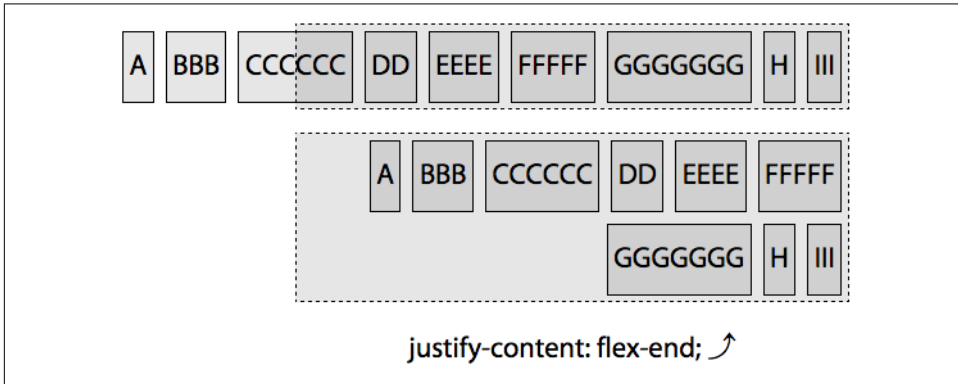 A BBB CCCCCC DD EEEE FFFFF GGGGGGG H III
A BBB CCCCCC DD EEEE FFFFF
GGGGGGG H III
justify-content: flex-end;